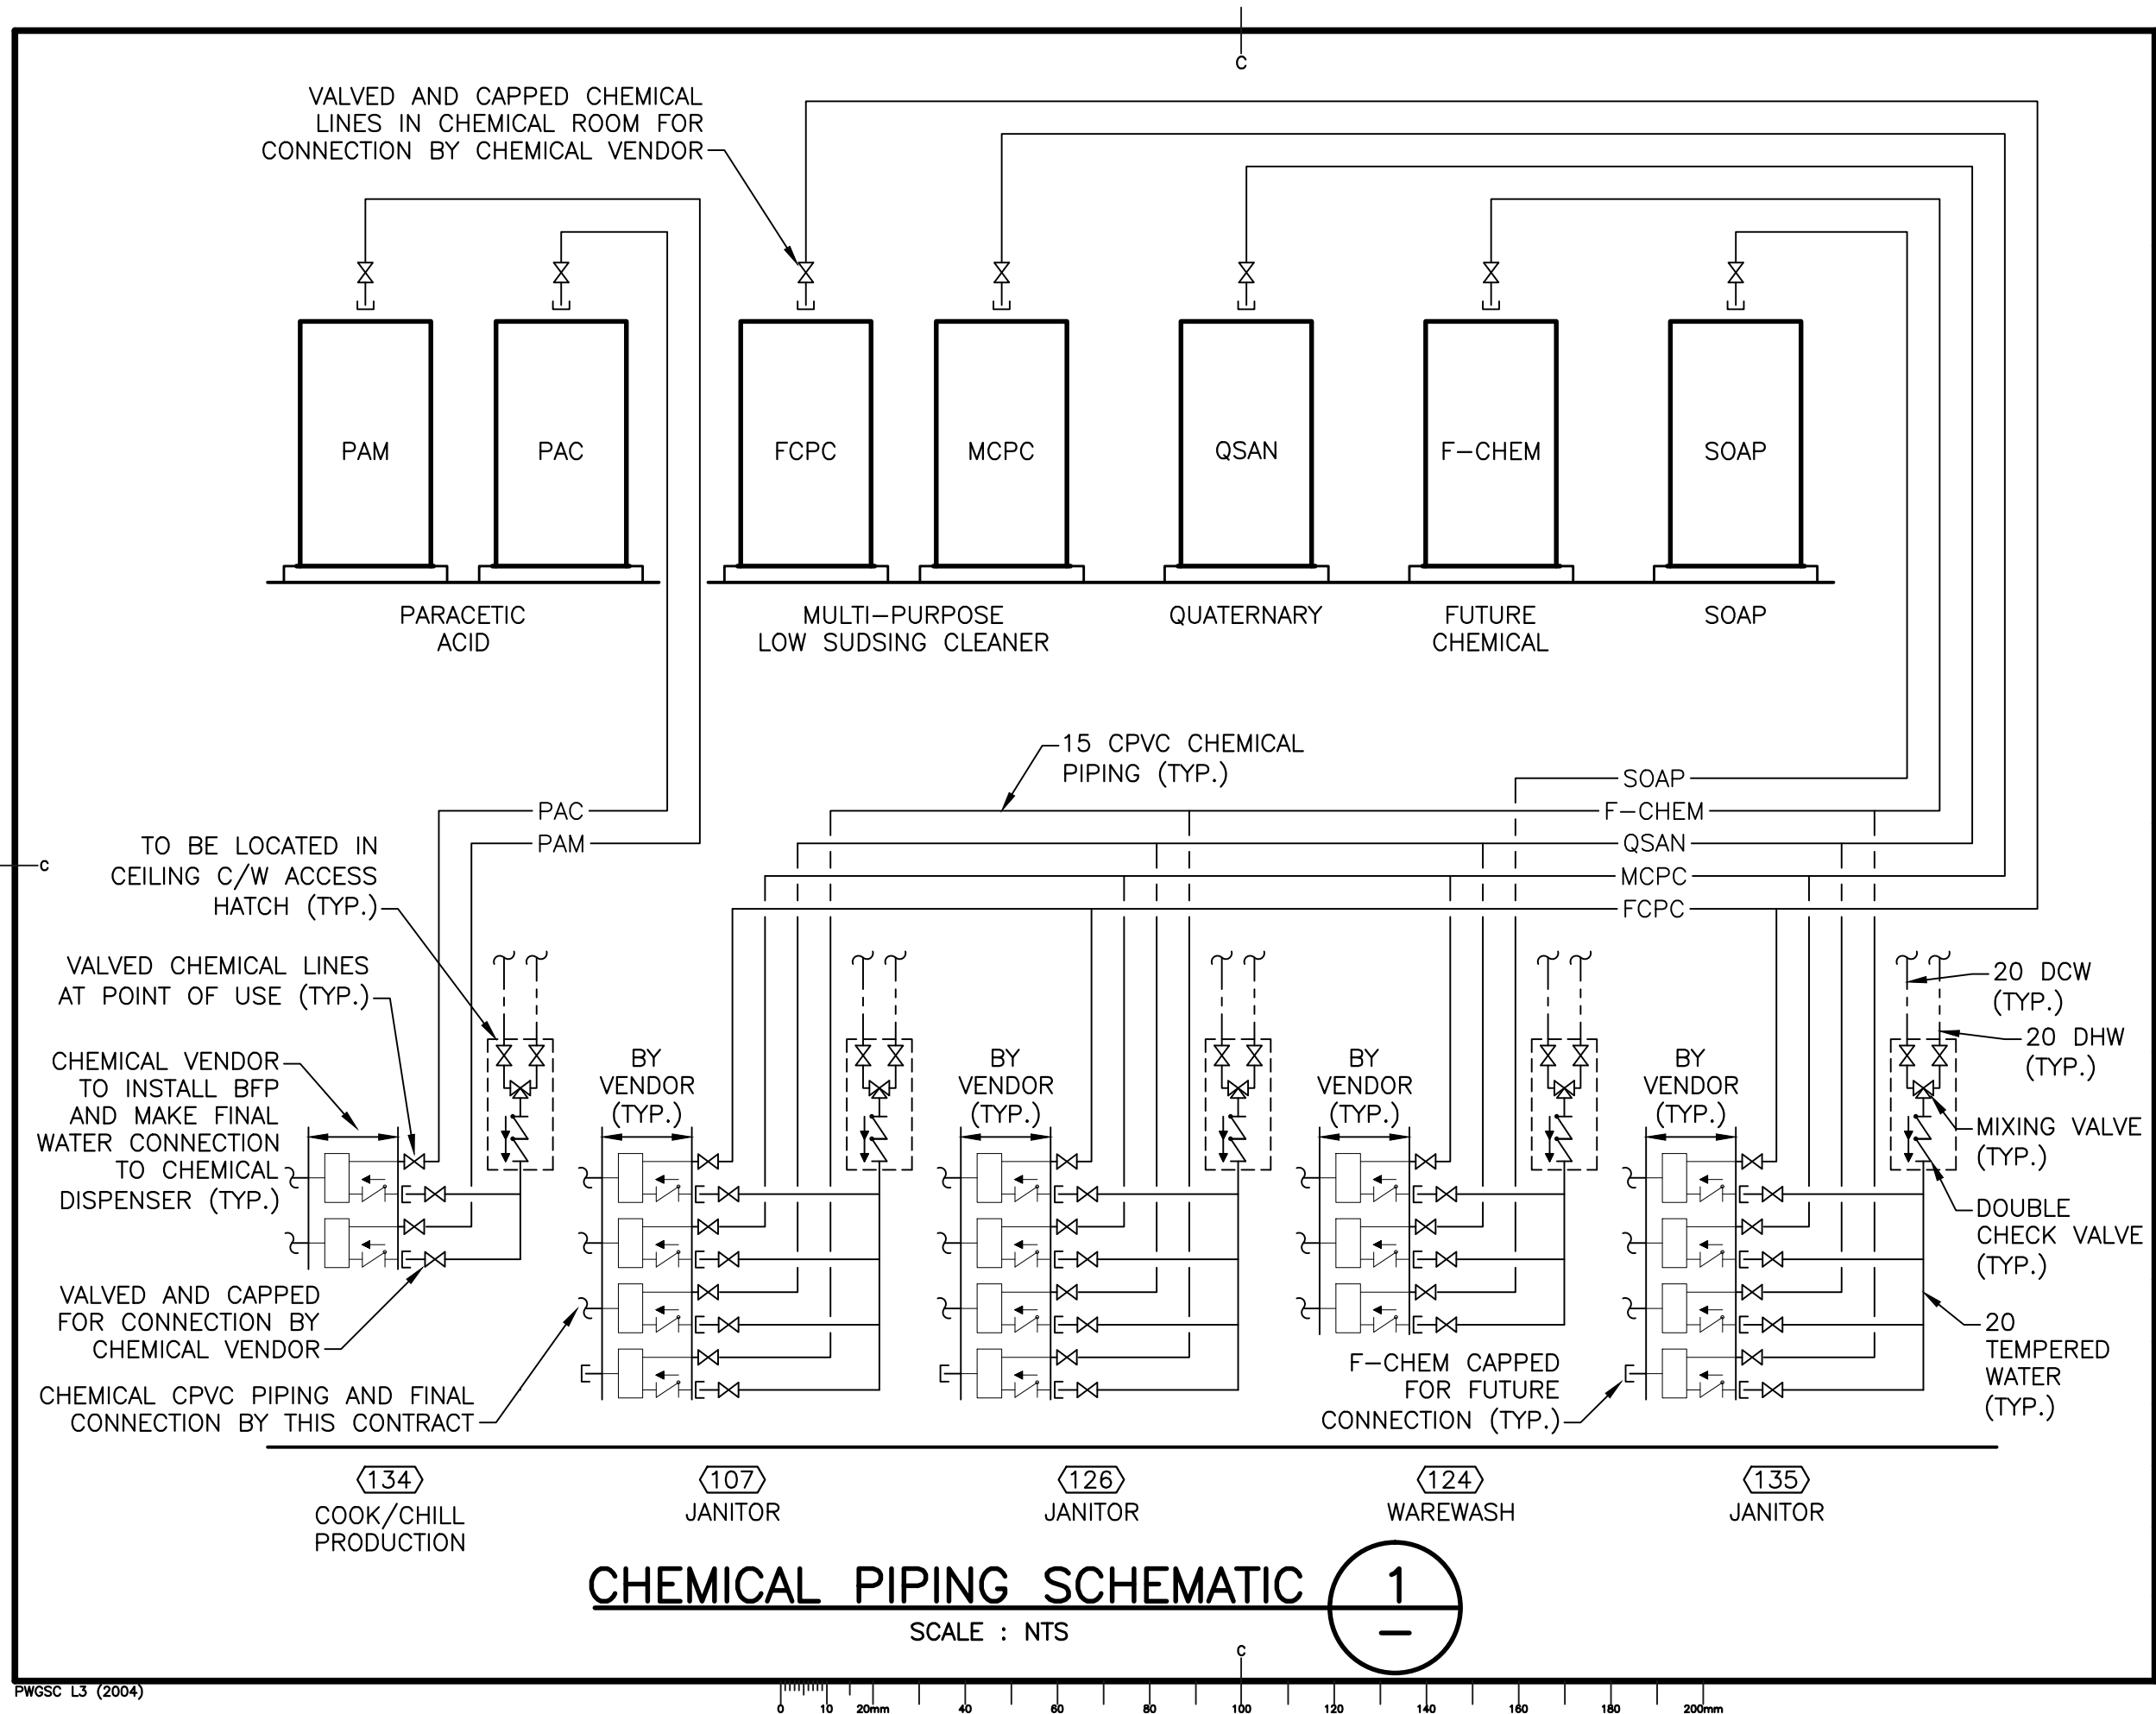 C
VALVED AND CAPPED CHEMICAL
LINES IN CHEMICAL ROOM FOR
CONNECTION BY CHEMICAL VENDOR
PAM
PAC
FCPC
MCPC
QSAN
F-CHEM
SOAP
PARACETIC
ACID
MULTI-PURPOSE
LOW SUDSING CLEANER
QUATERNARY
FUTURE
CHEMICAL
SOAP
15 CPVC CHEMICAL
PIPING (TYP.)
SOAP
F-CHEM
QSAN
MCPC
FCPC
PAC
PAM
C
TO BE LOCATED IN
CEILING C/W ACCESS
HATCH (TYP.)
VALVED CHEMICAL LINES
AT POINT OF USE (TYP.)
CHEMICAL VENDOR
TO INSTALL BFP
AND MAKE FINAL
WATER CONNECTION
TO CHEMICAL
DISPENSER (TYP.)
VALVED AND CAPPED
FOR CONNECTION BY
CHEMICAL VENDOR
CHEMICAL CPVC PIPING AND FINAL
CONNECTION BY THIS CONTRACT
BY
VENDOR
(TYP.)
BY
VENDOR
(TYP.)
BY
VENDOR
(TYP.)
BY
VENDOR
(TYP.)
20 DCW
(TYP.)
20 DHW
(TYP.)
MIXING VALVE
(TYP.)
DOUBLE
CHECK VALVE
(TYP.)
20
TEMPERED
WATER
(TYP.)
F-CHEM CAPPED
FOR FUTURE
CONNECTION (TYP.)
134
COOK/CHILL
PRODUCTION
107
JANITOR
126
JANITOR
124
WAREWASH
135
JANITOR
CHEMICAL PIPING SCHEMATIC
1
-
SCALE : NTS
C
PWGSC L3 (2004)
0 10 20mm 40 60 80 100 120 140 160 180 200mm